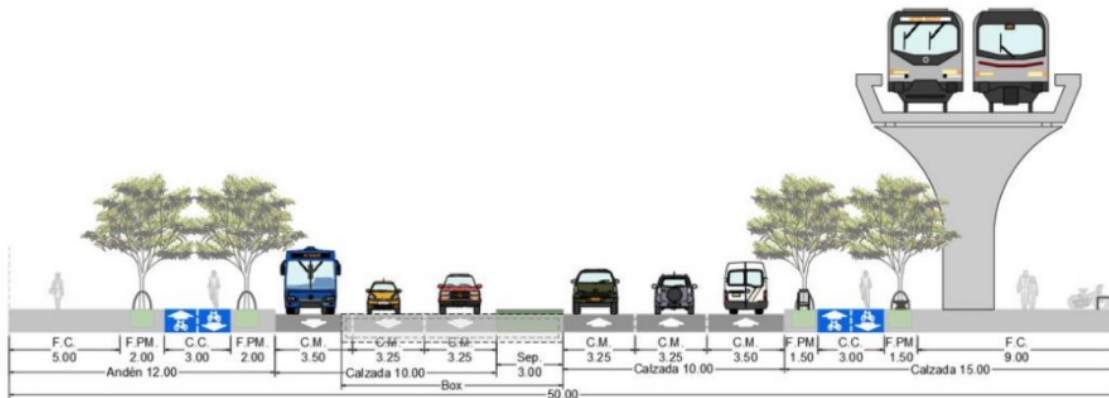 F.C. F.PM. C.C. F.PM. C.M. C.M. C.M. Sep. C.M. C.M. C.M. F.PM C.C. F.PM F.C.
5.00 2.00 3.00 2.00 3.50 3.25 3.25 3.00 3.25 3.25 3.50 1.50 3.00 1.50 9.00
Andén 12.00 Calzada 10.00 Calzada 10.00 Calzada 15.00
Box
50.00